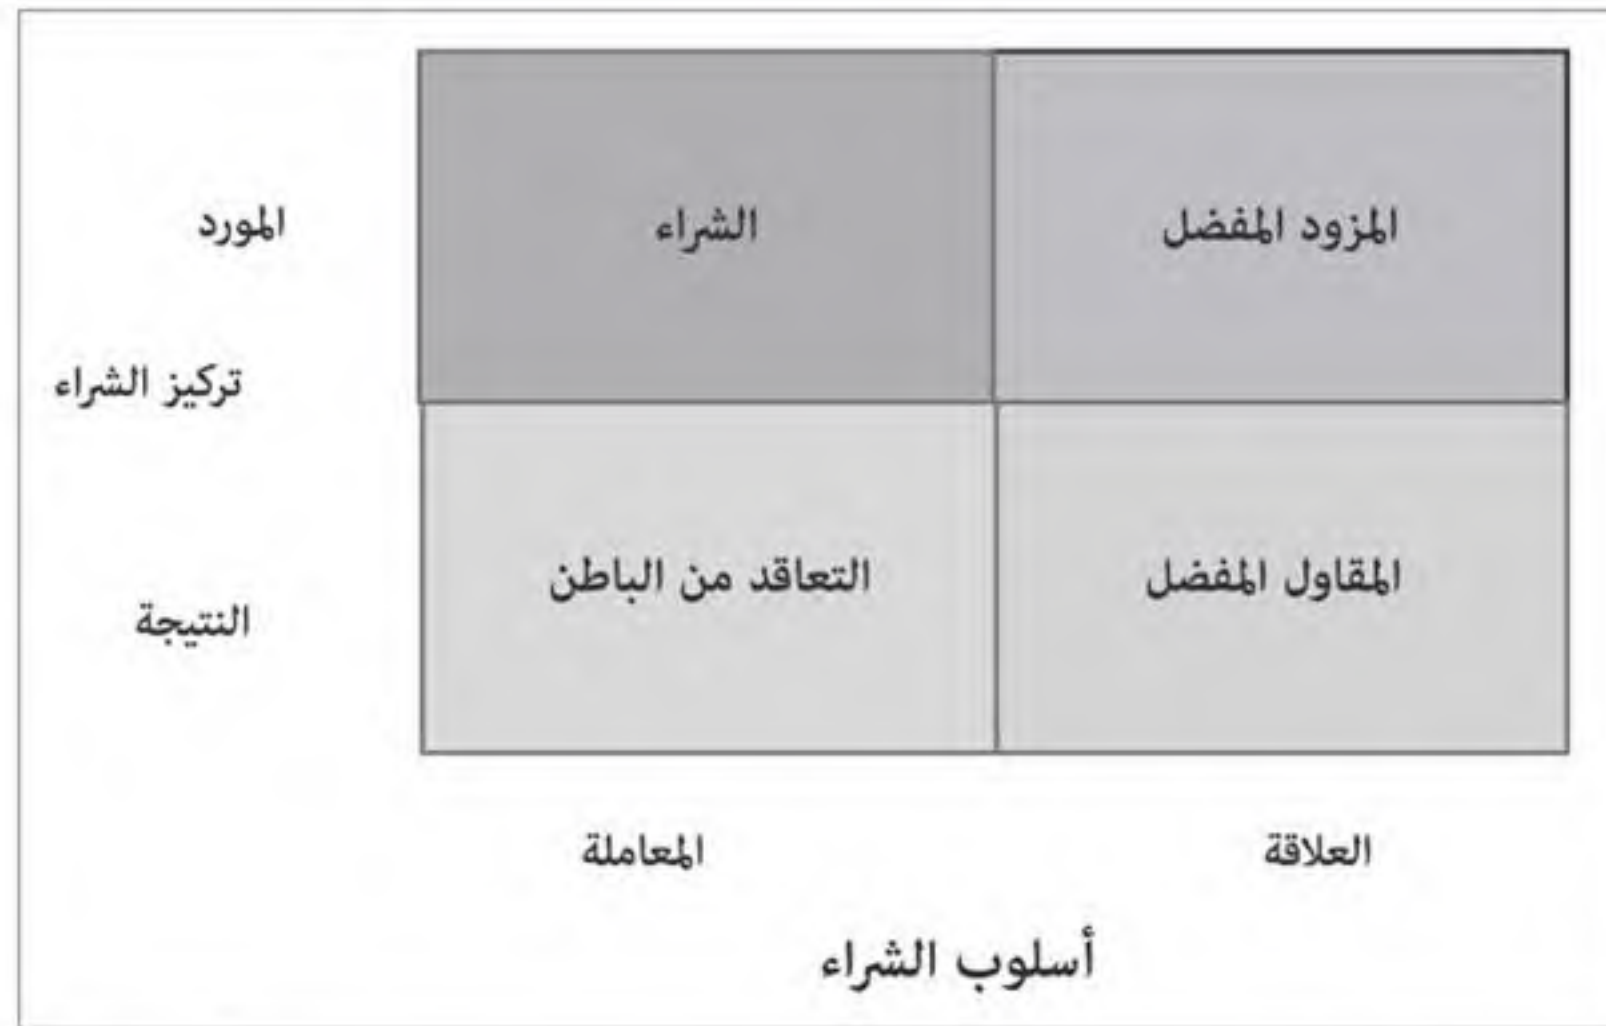 المزود المفضل
الشراء
المورد
تركيز الشراء
المقاول المفضل
التعاقد من الباطن
النتيجة
العلاقة
المعاملة
أسلوب الشراء